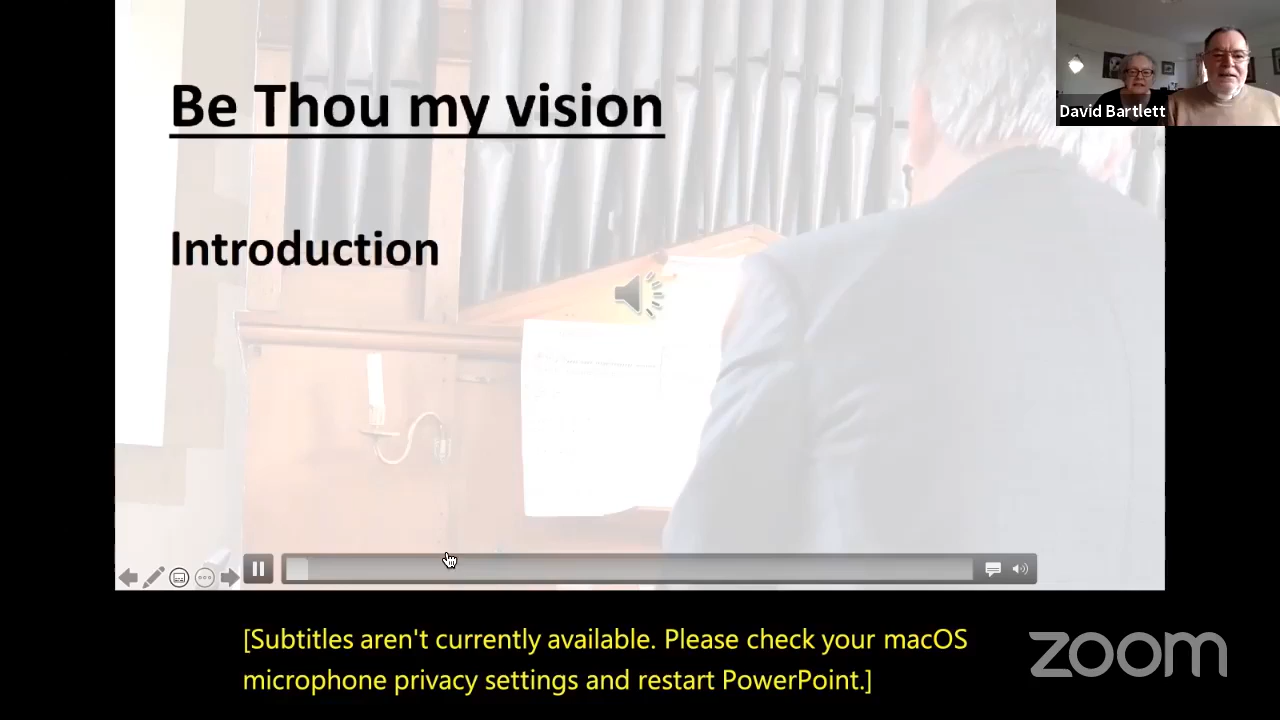 Be Thou my vision
David Bartlett
Introduction
[Subtitles aren't currently available. Please check your macOS
microphone privacy settings and restart PowerPoint.]
zoom